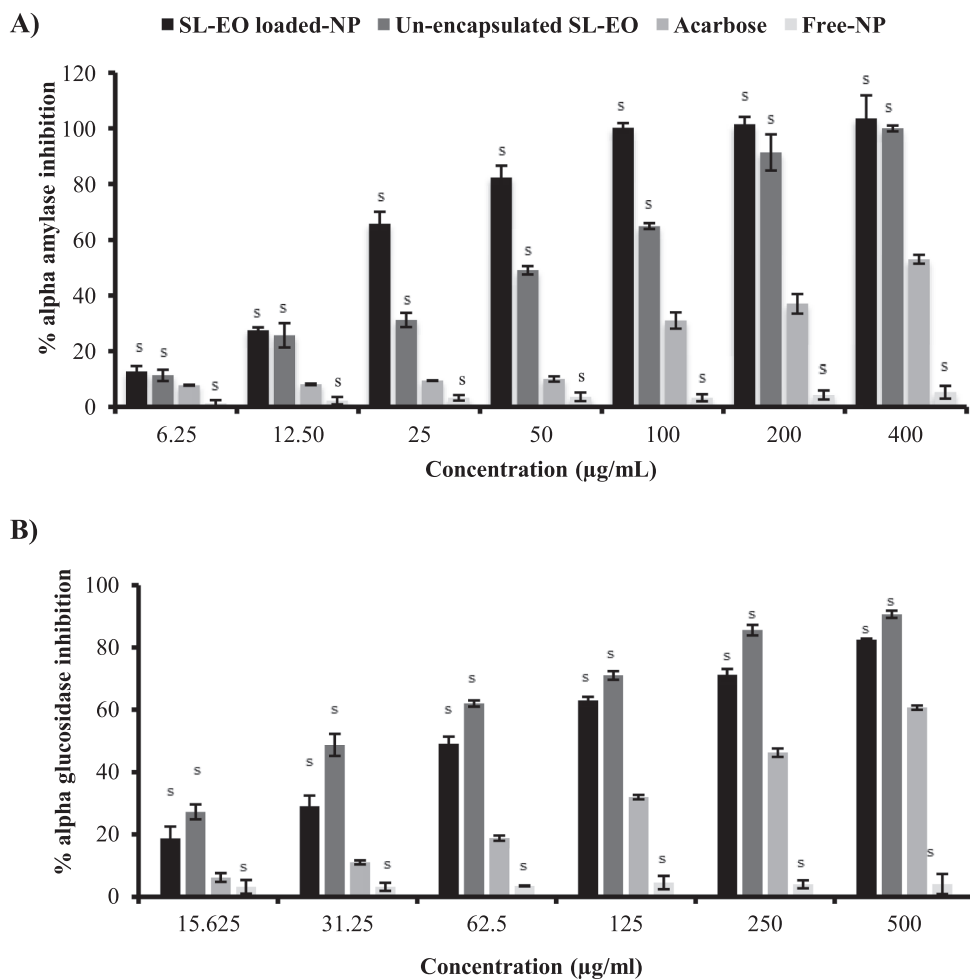 A)
SL-EO loaded-NP Un-encapsulated SL-EO Acarbose Free-NP
% alpha amylase inhibition
120
100
80
60
40
20
0
s s s
s s s s
s s s
s s s
s s s
s s s
s s s
6.25 12.50 25 50 100 200 400
Concentration (µg/mL)
B)
% alpha glucosidase inhibition
100
80
60
40
20
0
s s s
s s s
s s s
s s s
s s s
s s s
15.625 31.25 62.5 125 250 500
Concentration (µg/ml)